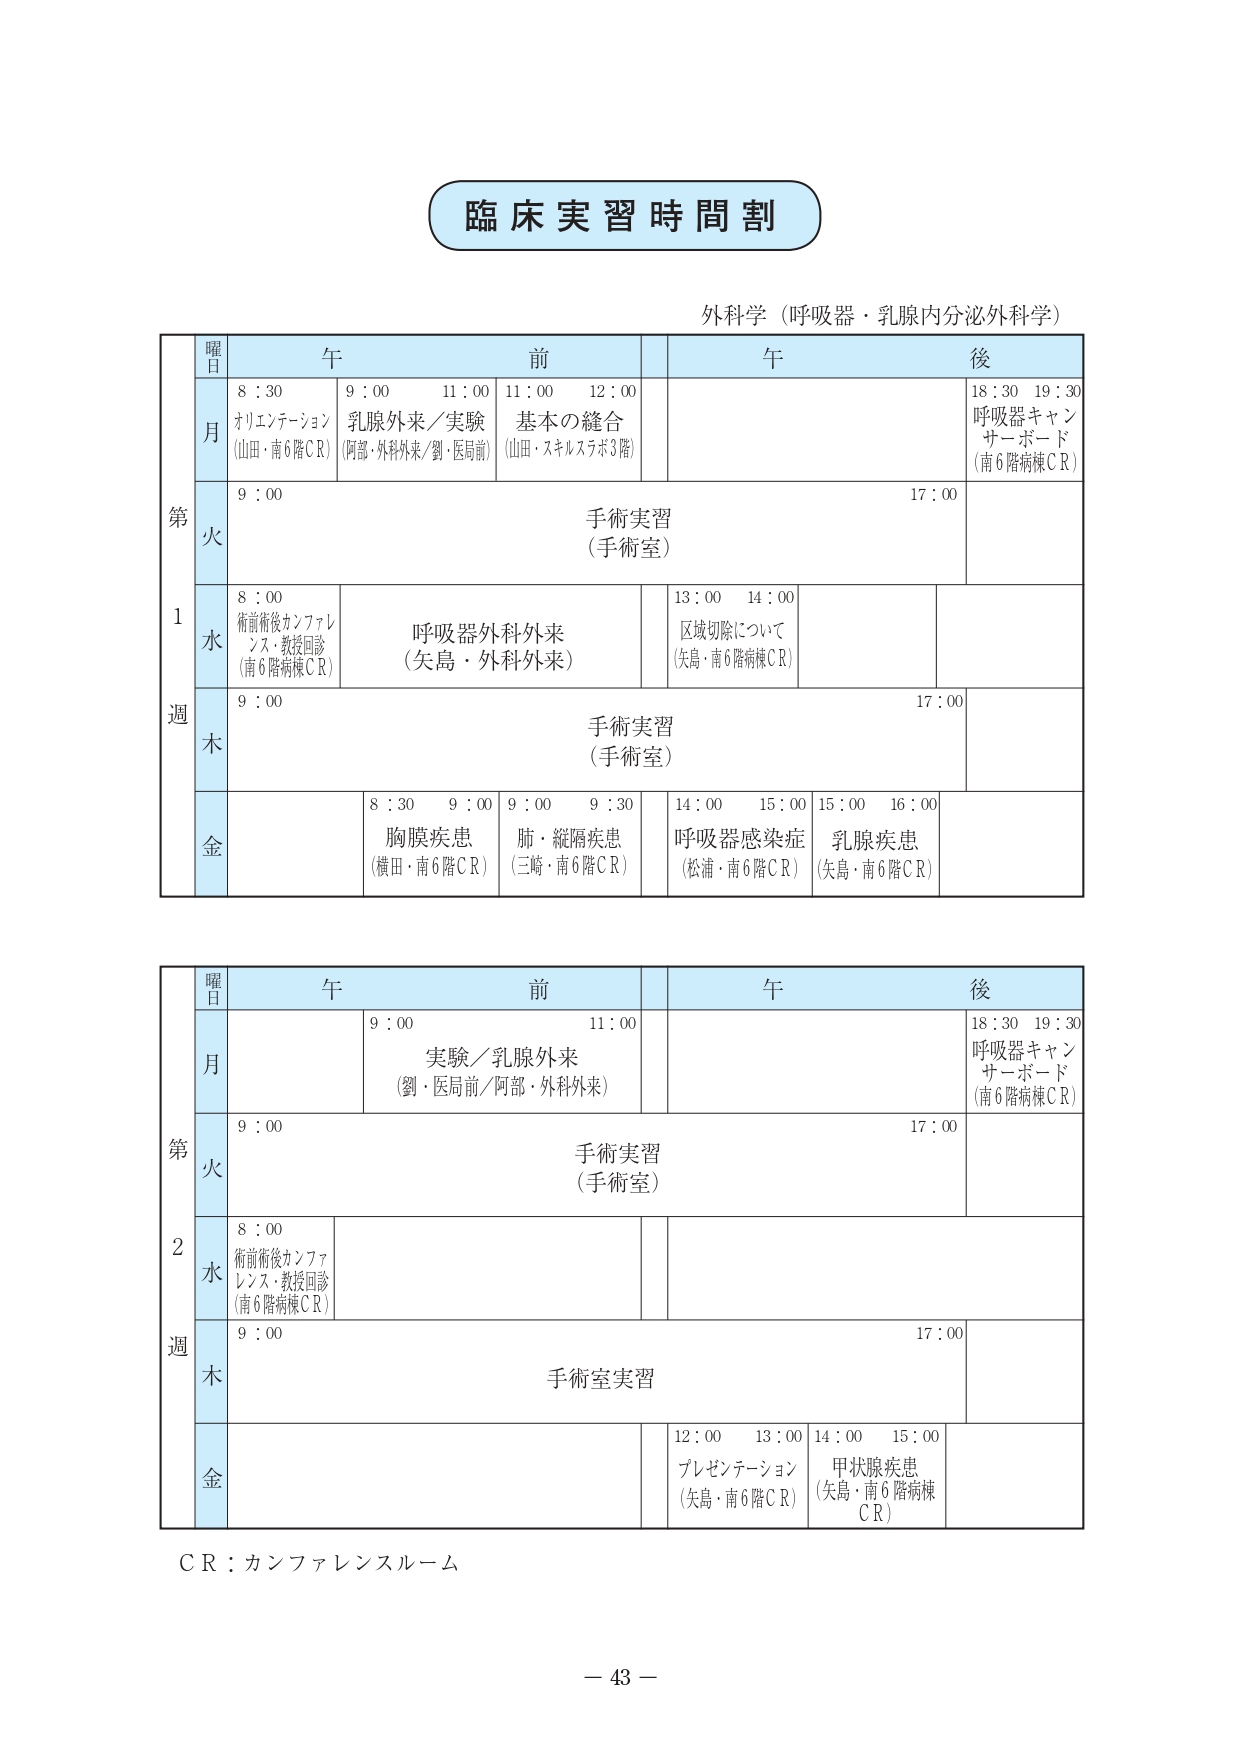 臨床実習時間割
外科学（呼吸器・乳腺内分泌外科学）
曜日 午前 午後
第1週
月
8：30
オリエンテーション
（山田・南6階CR）
9：00 11：00
乳腺外来／実験
（阿部・外科外来／劉・医局前）
11：00 12：00
基本の縫合
（山田・スキルスラボ3階）
18：30 19：30
呼吸器キャン
サーボード
（南6階病棟CR）
火
9：00 17：00
手術実習
（手術室）
水
8：00
術前術後カンファレ
ンス・教授回診
（南6階病棟CR）
呼吸器外科外来
（矢島・外科外来）
13：00 14：00
区域切除について
（矢島・南6階病棟CR）
木
9：00 17：00
手術実習
（手術室）
金
8：30 9：00
胸膜疾患
（横田・南6階CR）
9：00 9：30
肺・縦隔疾患
（三﨑・南6階CR）
14：00 15：00
呼吸器感染症
（松浦・南6階CR）
15：00 16：00
乳腺疾患
（矢島・南6階CR）
曜日 午前 午後
第2週
月
9：00 11：00
実験／乳腺外来
（劉・医局前／阿部・外科外来）
18：30 19：30
呼吸器キャン
サーボード
（南6階病棟CR）
火
9：00 17：00
手術実習
（手術室）
水
8：00
術前術後カンファ
レンス・教授回診
（南6階病棟CR）
木
9：00 17：00
手術室実習
金
12：00 13：00
プレゼンテーション
（矢島・南6階CR）
14：00 15：00
甲状腺疾患
（矢島・南6階病棟
CR）
CR：カンファレンスルーム
― 43 ―